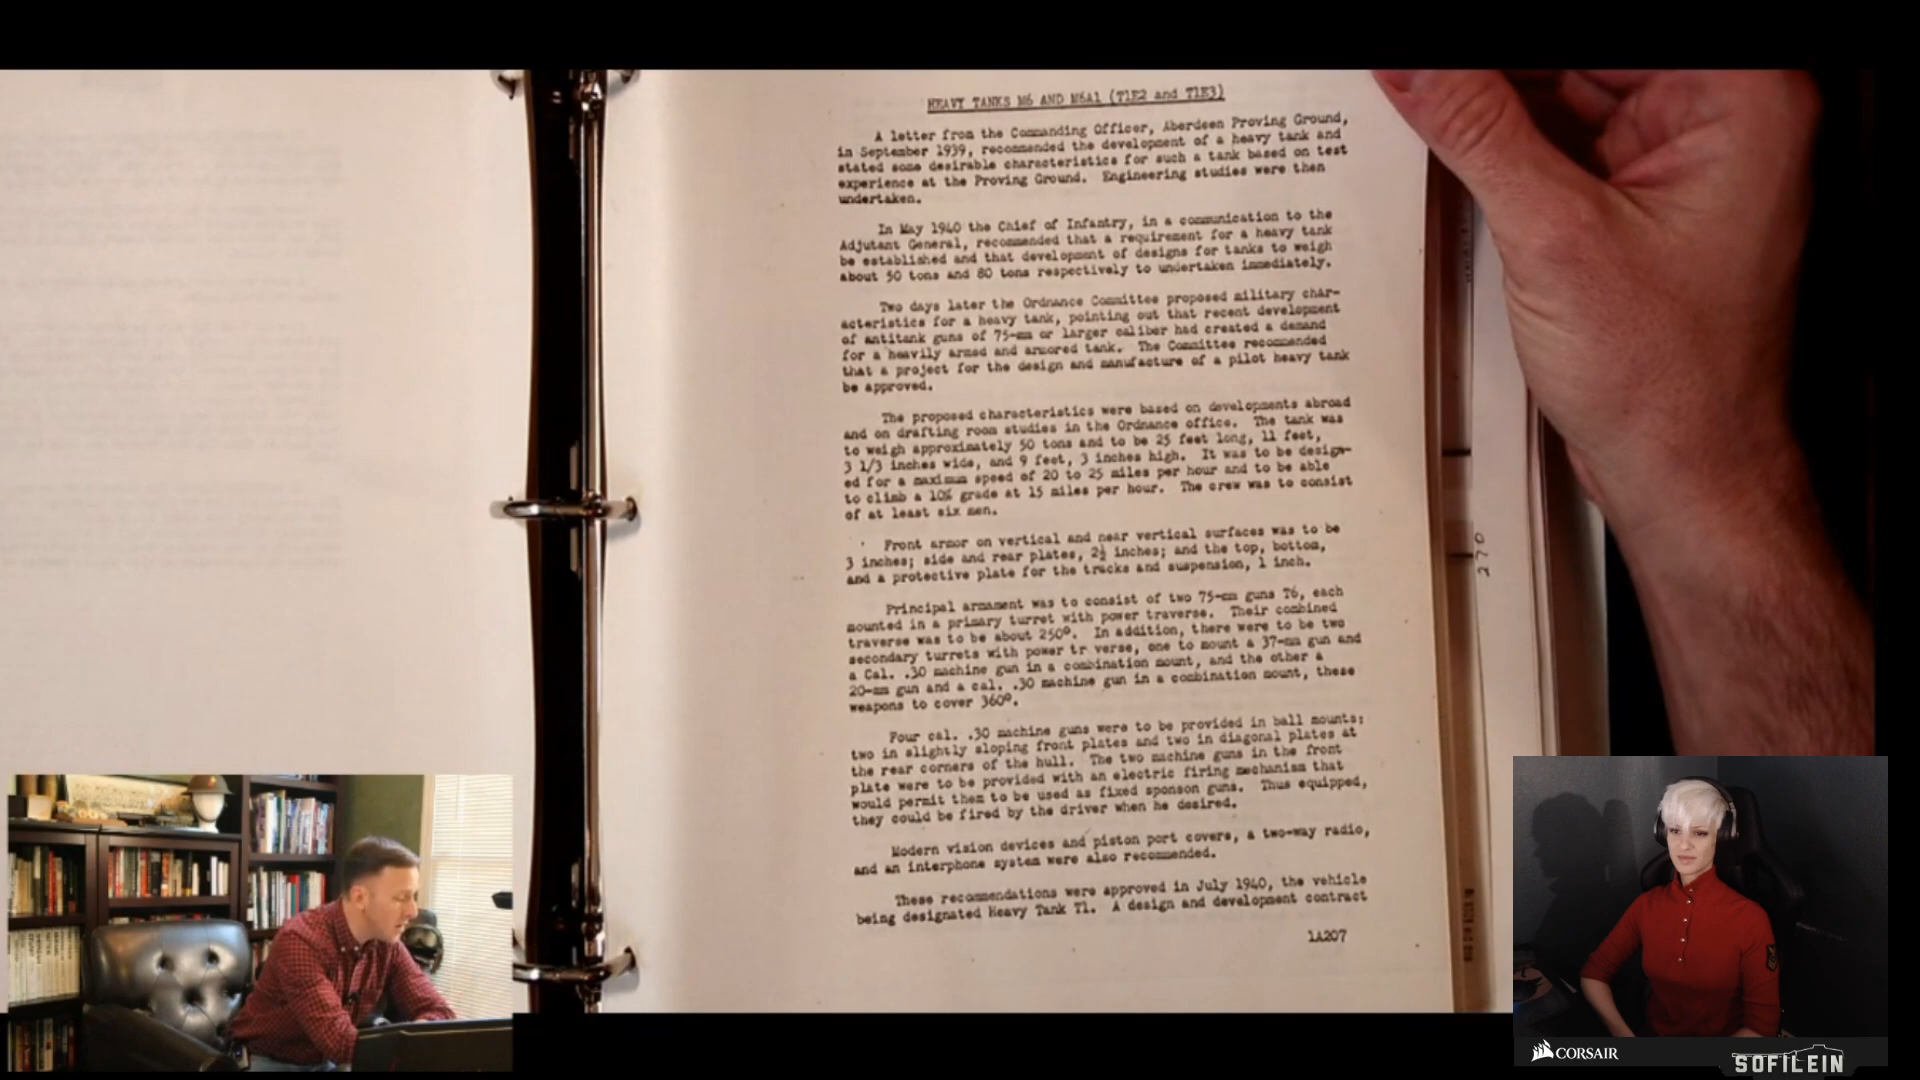 HEAVY TANKS M6 AND M6A1 (T1E2 and T1E3)
A letter from the Commanding Officer, Aberdeen Proving Ground,
in September 1939, recommended the development of a heavy tank and
stated some desirable characteristics for such a tank based on test
experience at the Proving Ground. Engineering studies were then
undertaken.
In May 1940 the Chief of Infantry, in a communication to the
Adjutant General, recommended that a requirement for a heavy tank
be established and that development of designs for tanks to weigh
about 50 tons and 80 tons respectively to undertaken immediately.
Two days later the Ordnance Committee proposed military char-
acteristics for a heavy tank, pointing out that recent development
of antitank guns of 75-mm or larger caliber had created a demand
for a heavily armed and armored tank. The Committee recommended
that a project for the design and manufacture of a pilot heavy tank
be approved.
The proposed characteristics were based on developments abroad
and on drafting room studies in the Ordnance office. The tank was
to weigh approximately 50 tons and to be 25 feet long, 11 feet,
3 1/3 inches wide, and 9 feet, 3 inches high. It was to be design-
ed for a maximum speed of 20 to 25 miles per hour and to be able
to climb a 10% grade at 15 miles per hour. The crew was to consist
of at least six men.
Front armor on vertical and near vertical surfaces was to be
3 inches; side and rear plates, 2½ inches; and the top, bottom,
and a protective plate for the tracks and suspension, 1 inch.
Principal armament was to consist of two 75-mm guns T6, each
mounted in a primary turret with power traverse. Their combined
traverse was to be about 250°. In addition, there were to be two
secondary turrets with power tr verse, one to mount a 37-mm gun and
a Cal. .30 machine gun in a combination mount, and the other a
20-mm gun and a cal. .30 machine gun in a combination mount, these
weapons to cover 360°.
Four cal. .30 machine guns were to be provided in ball mounts:
two in slightly sloping front plates and two in diagonal plates at
the rear corners of the hull. The two machine guns in the front
plate were to be provided with an electric firing mechanism that
would permit them to be used as fixed sponson guns. Thus equipped,
they could be fired by the driver when he desired.
Modern vision devices and piston port covers, a two-way radio,
and an interphone system were also recommended.
These recommendations were approved in July 1940, the vehicle
being designated Heavy Tank T1. A design and development contract
1A207
270
CORSAIR
SOFILEIN